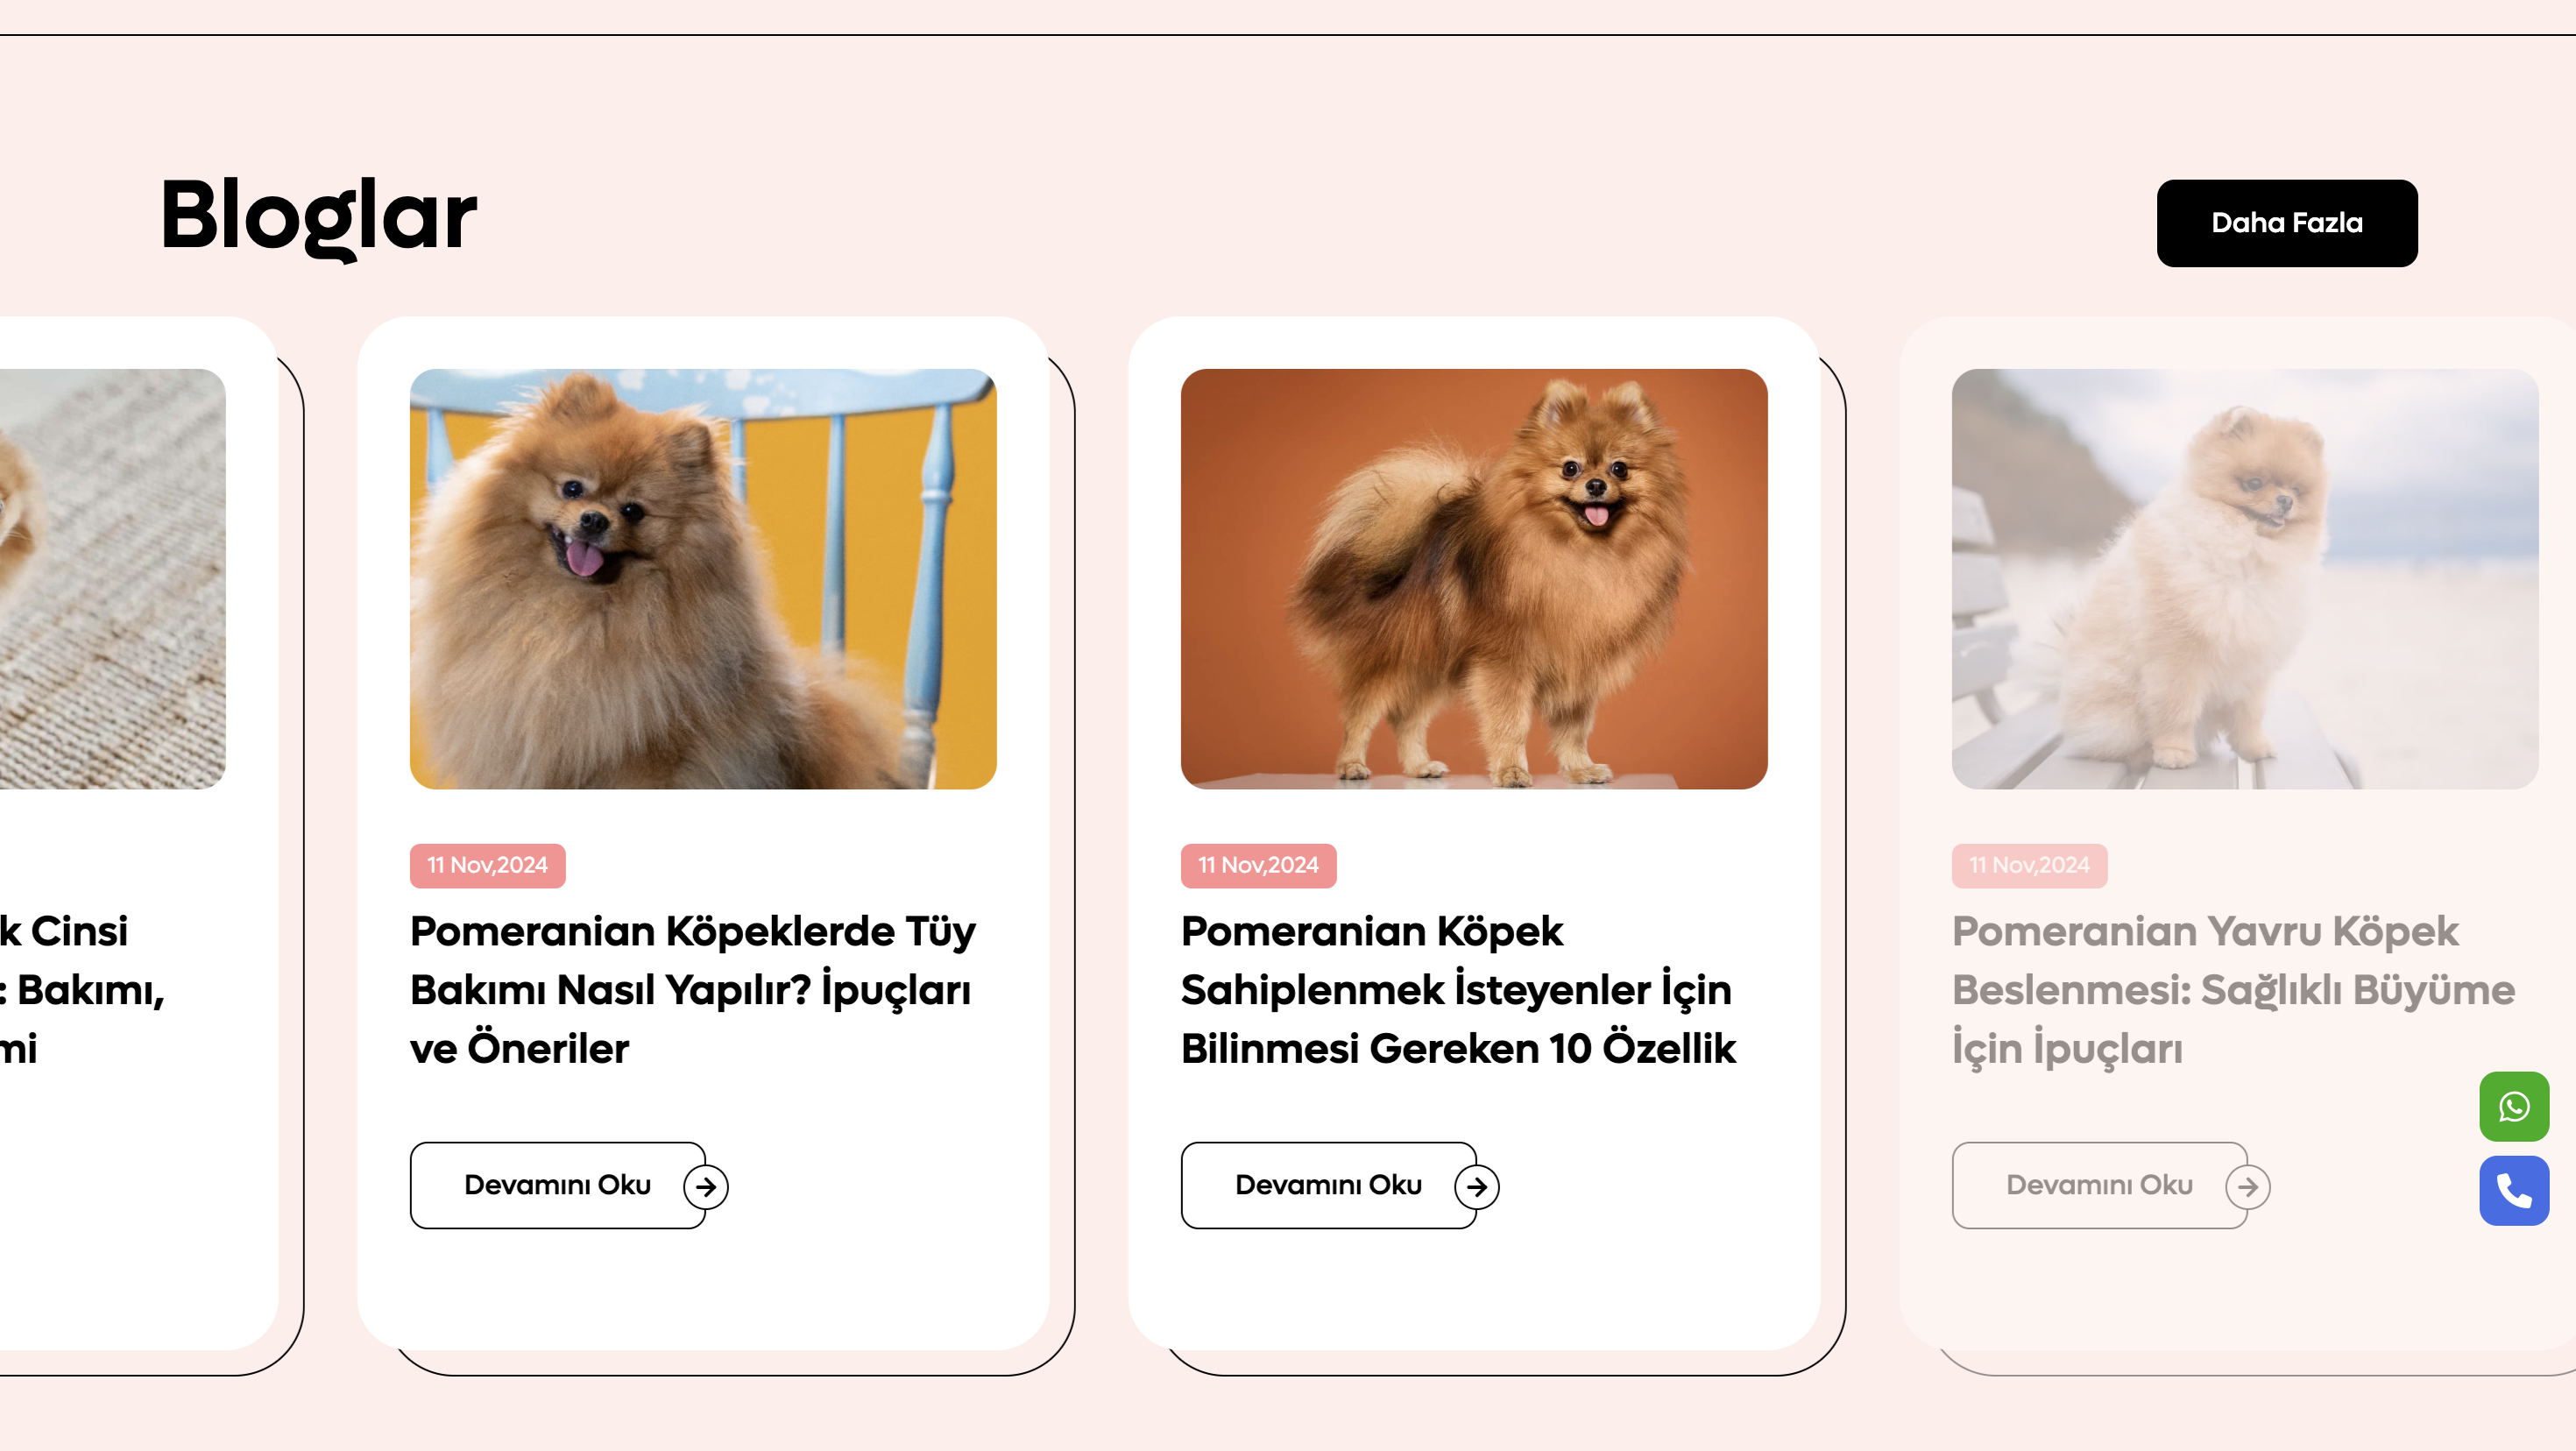 Bloglar
Daha Fazla
k Cinsi
: Bakımı,
mi
11 Nov,2024
Pomeranian Köpeklerde Tüy
Bakımı Nasıl Yapılır? İpuçları
ve Öneriler
Devamını Oku
11 Nov,2024
Pomeranian Köpek
Sahiplenmek İsteyenler İçin
Bilinmesi Gereken 10 Özellik
Devamını Oku
11 Nov,2024
Pomeranian Yavru Köpek
Beslenmesi: Sağlıklı Büyüme
İçin İpuçları
Devamını Oku